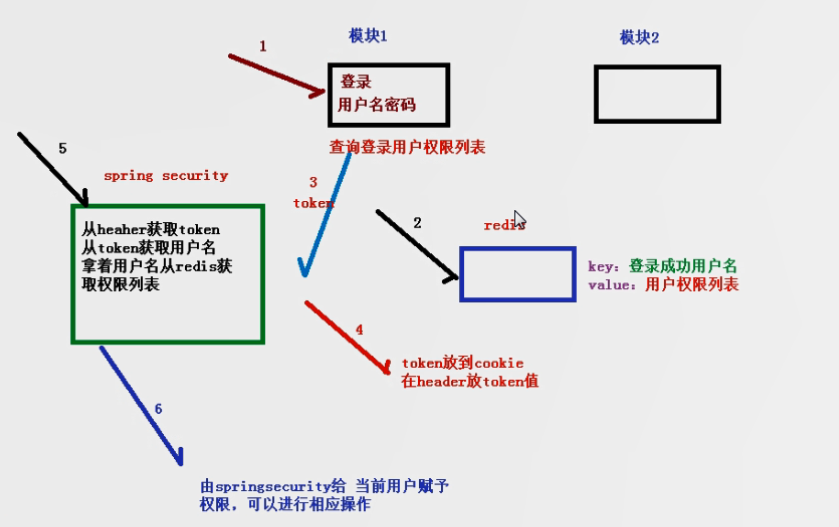 模块1
模块2
1
登录
用户名密码
查询登录用户权限列表
5
spring security
3
token
2
redis
从heaher获取token
从token获取用户名
拿着用户名从redis获
取权限列表
key：登录成功用户名
value：用户权限列表
4
token放到cookie
在header放token值
6
由springsecurity给 当前用户赋予
权限，可以进行相应操作